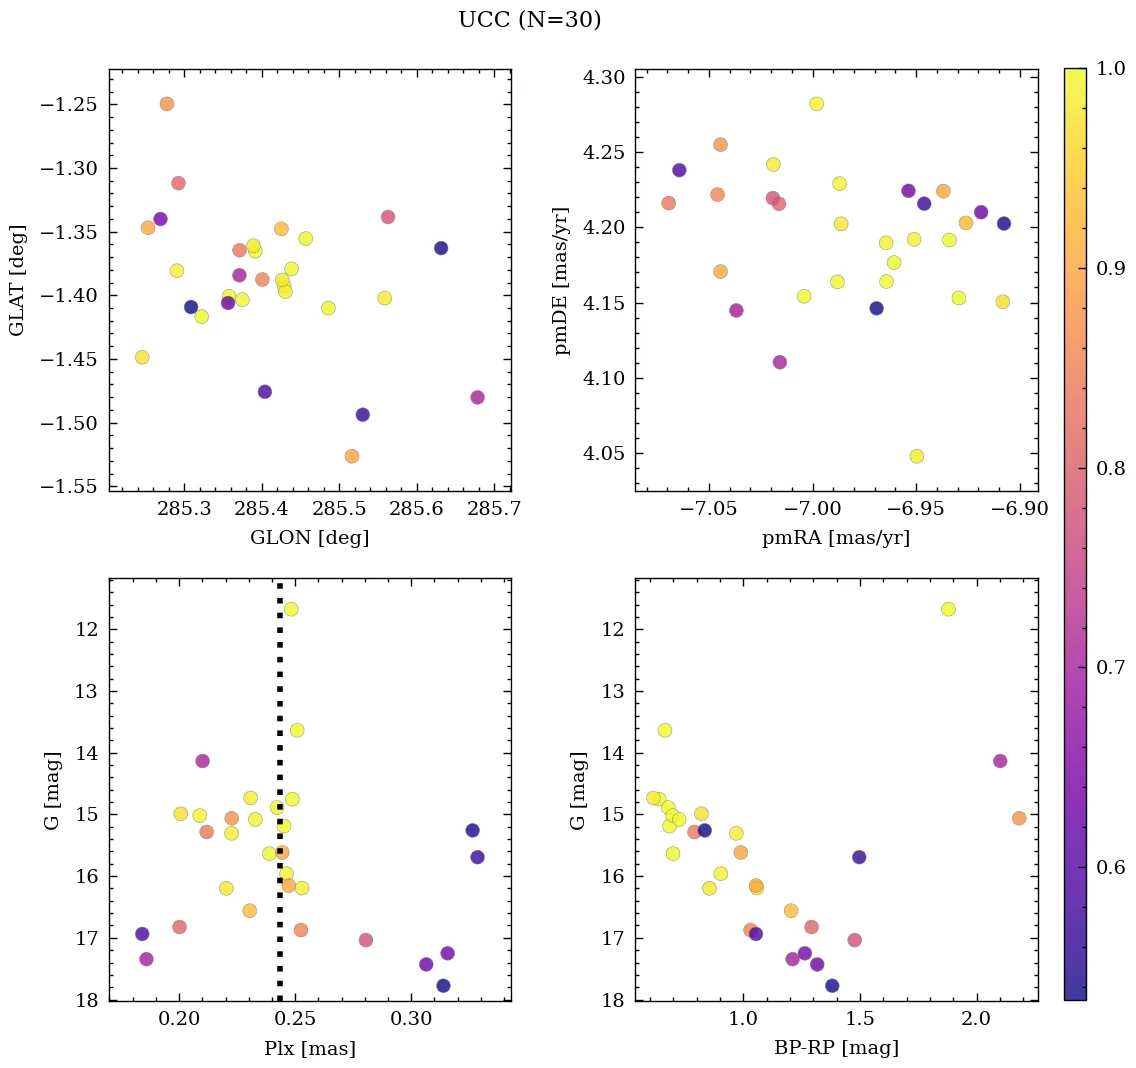 UCC (N=30)
−1.25
−1.30
−1.35
−1.40
−1.45
−1.50
−1.55
GLAT [deg]
285.3 285.4 285.5 285.6 285.7
GLON [deg]
4.30
4.25
4.20
4.15
4.10
4.05
pmDE [mas/yr]
−7.05 −7.00 −6.95 −6.90
pmRA [mas/yr]
1.0
0.9
0.8
0.7
0.6
12
13
14
15
16
17
18
G [mag]
0.20 0.25 0.30
Plx [mas]
12
13
14
15
16
17
18
G [mag]
1.0 1.5 2.0
BP-RP [mag]